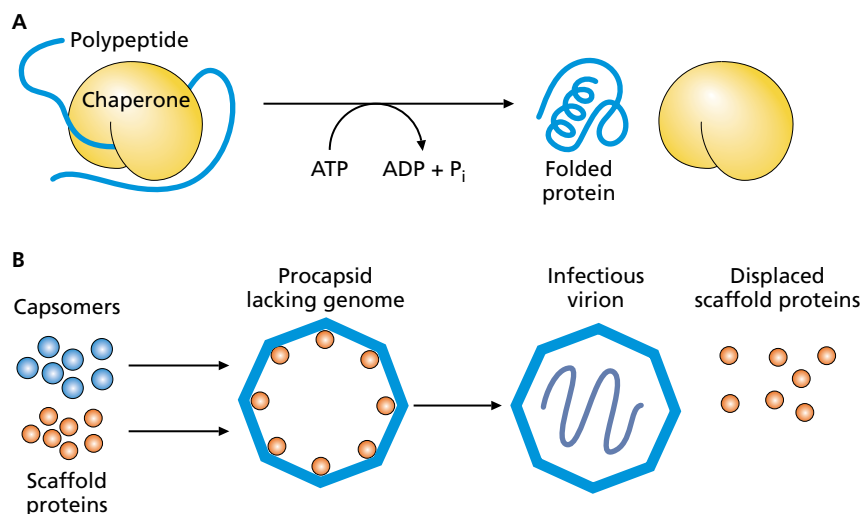 A
Polypeptide
Chaperone
ATP
ADP + Pi
Folded
protein
B
Capsomers
Scaffold
proteins
Procapsid
lacking genome
Infectious
virion
Displaced
scaffold proteins